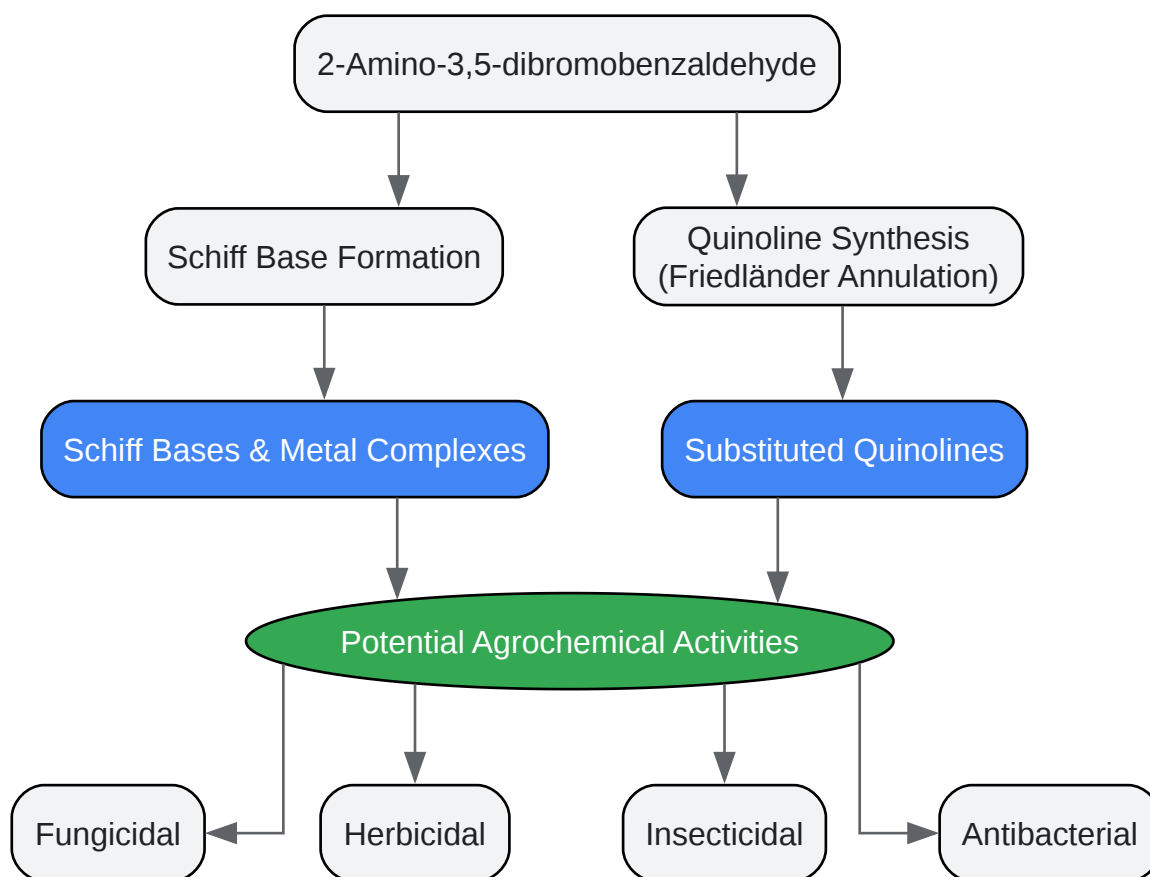 2-Amino-3,5-dibromobenzaldehyde
Schiff Base Formation
Quinoline Synthesis
(Friedländer Annulation)
Schiff Bases & Metal Complexes
Substituted Quinolines
Potential Agrochemical Activities
Fungicidal
Herbicidal
Insecticidal
Antibacterial